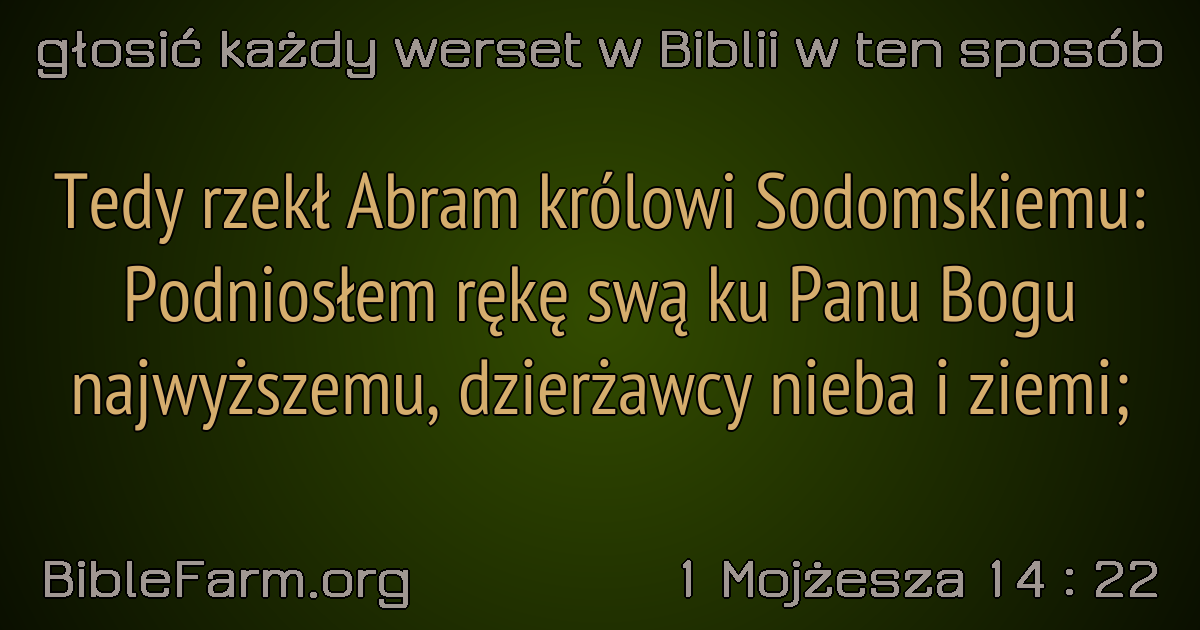 głosić każdy werset w Biblii w ten sposób
Tedy rzekł Abram królowi Sodomskiemu:
Podniosłem rękę swą ku Panu Bogu
najwyższemu, dzierżawcy nieba i ziemi;
BibleFarm.org
1 Mojżesza 14 : 22